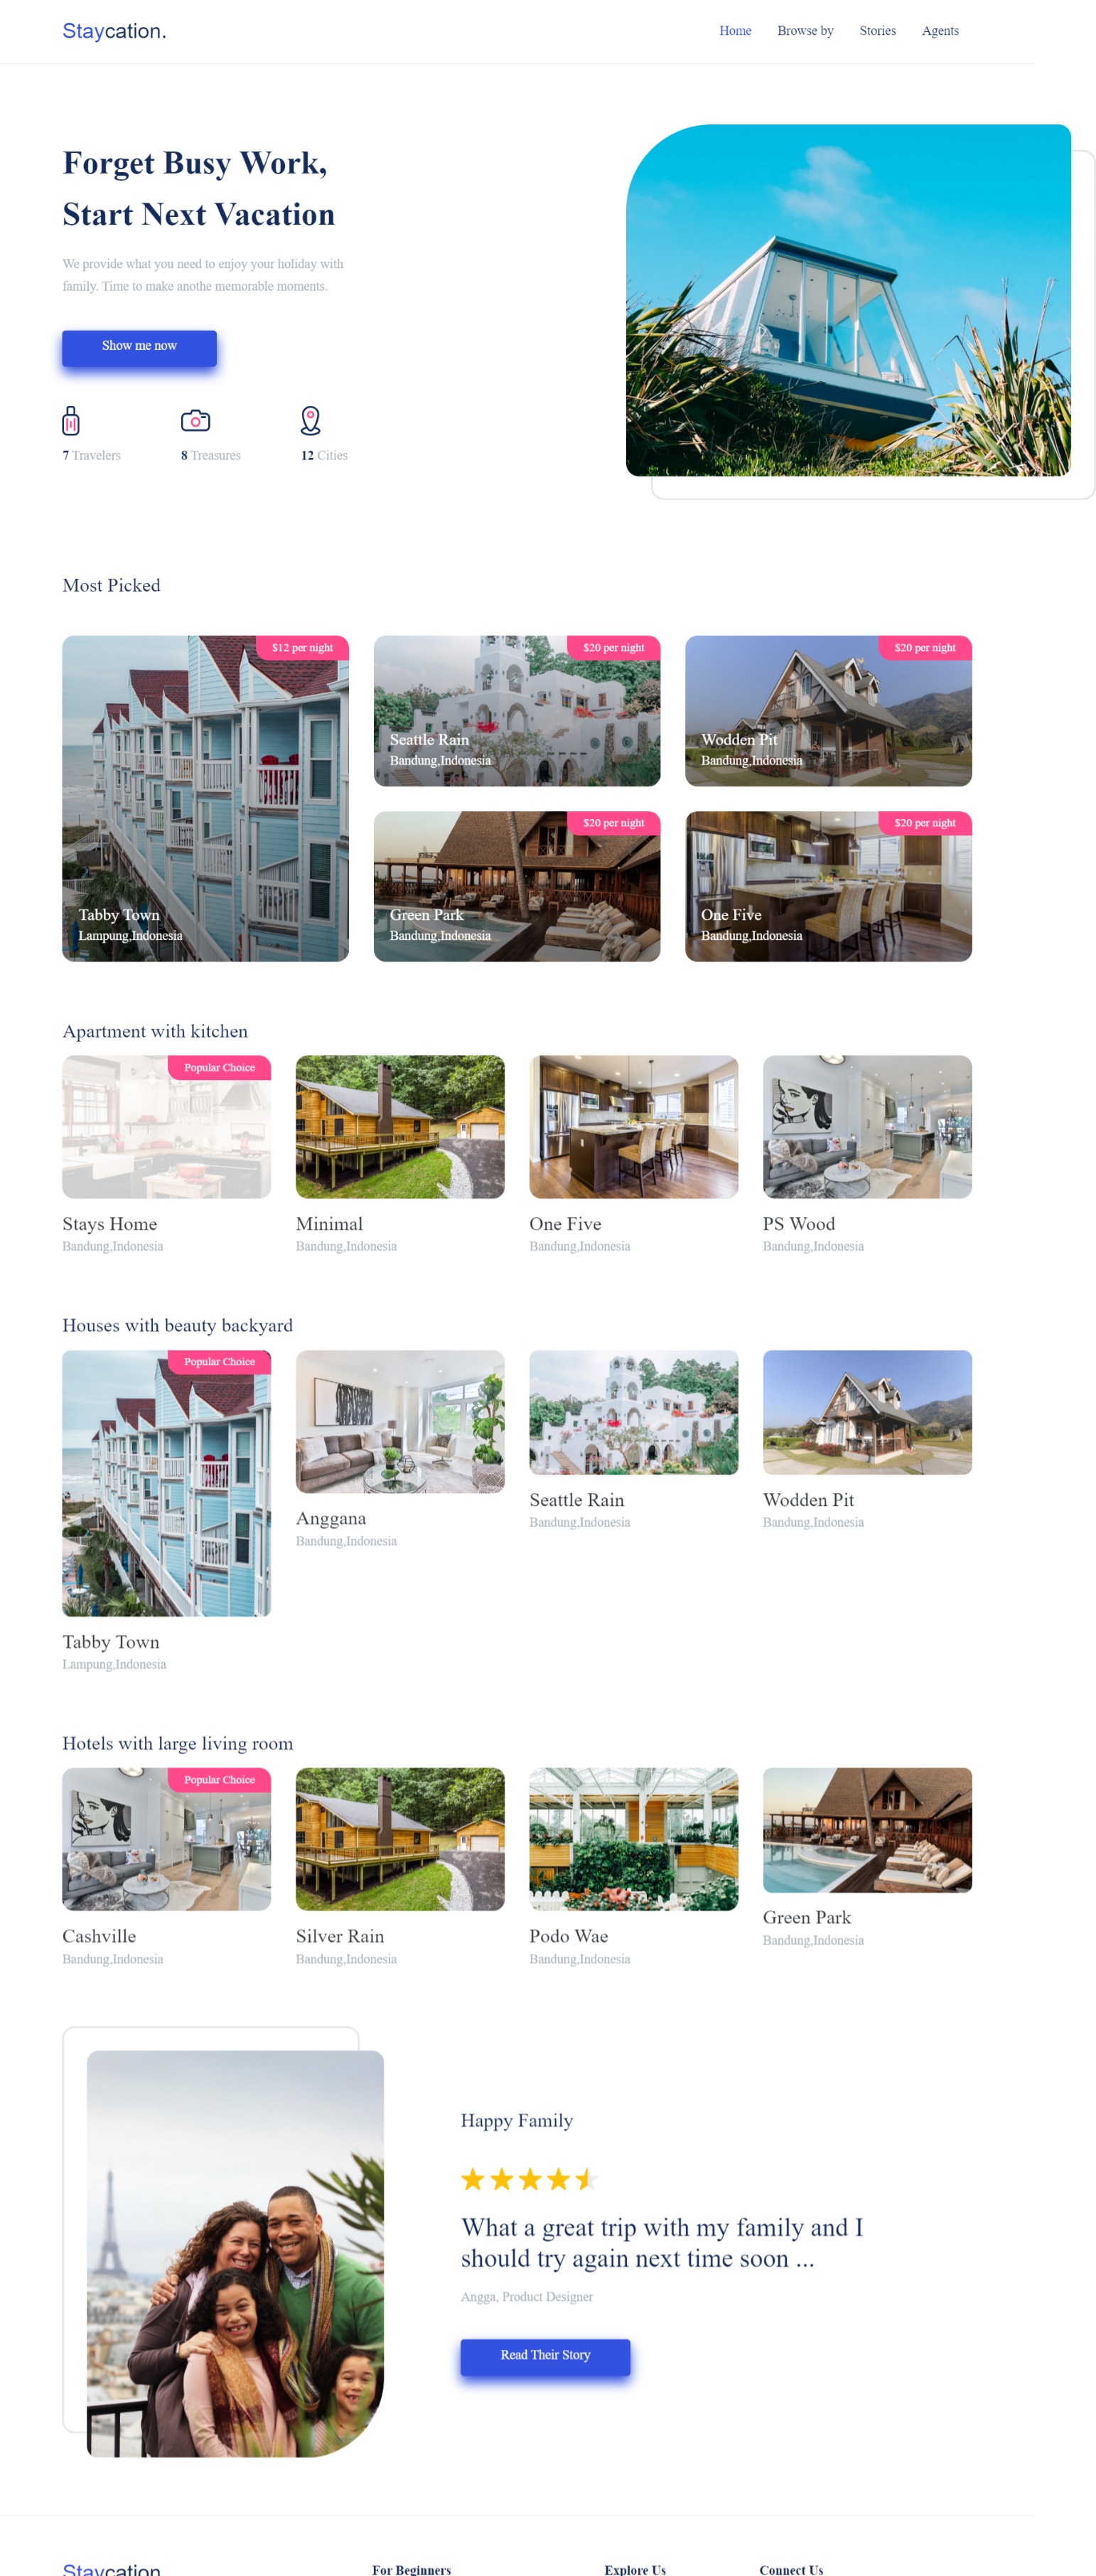 Staycation.
Home Browse by Stories Agents
Forget Busy Work,
Start Next Vacation
We provide what you need to enjoy your holiday with
family. Time to make anothe memorable moments.
Show me now
7 Travelers
8 Treasures
12 Cities
Most Picked
$12 per night
Tabby Town
Lampung,Indonesia
$20 per night
Seattle Rain
Bandung,Indonesia
$20 per night
Wodden Pit
Bandung,Indonesia
$20 per night
Green Park
Bandung,Indonesia
$20 per night
One Five
Bandung,Indonesia
Apartment with kitchen
Popular Choice
Stays Home
Bandung,Indonesia
Minimal
Bandung,Indonesia
One Five
Bandung,Indonesia
PS Wood
Bandung,Indonesia
Houses with beauty backyard
Popular Choice
Tabby Town
Lampung,Indonesia
Anggana
Bandung,Indonesia
Seattle Rain
Bandung,Indonesia
Wodden Pit
Bandung,Indonesia
Hotels with large living room
Popular Choice
Cashville
Bandung,Indonesia
Silver Rain
Bandung,Indonesia
Podo Wae
Bandung,Indonesia
Green Park
Bandung,Indonesia
Happy Family
What a great trip with my family and I
should try again next time soon ...
Angga, Product Designer
Read Their Story
Staycation
For Beginners
Explore Us
Connect Us